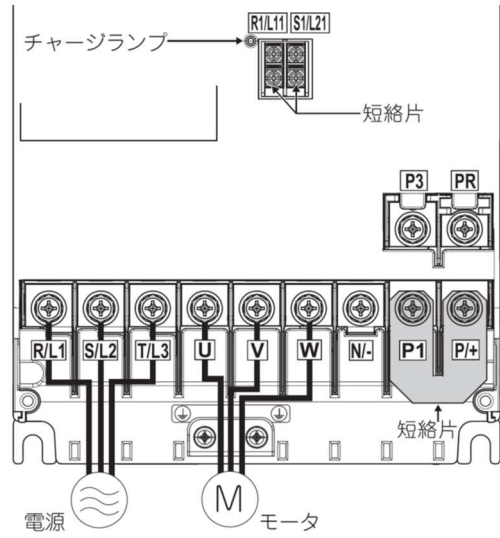 R1/L11 S1/L21
チャージランプ
短絡片
P3 PR
R/L1 S/L2 T/L3 U V W N/- P1 P/+
短絡片
M
電源 モータ